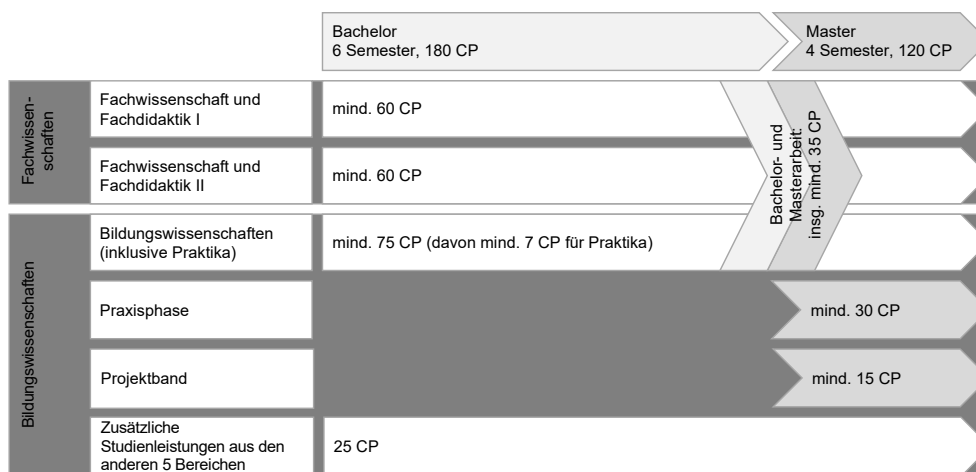 Bachelor
6 Semester, 180 CP
Master
4 Semester, 120 CP
Fachwissen-
schaften
Fachwissenschaft und
Fachdidaktik I
mind. 60 CP
Fachwissenschaft und
Fachdidaktik II
mind. 60 CP
Bachelor- und
Masterarbeit:
insg. mind. 35 CP
Bildungswissenschaften
Bildungswissenschaften
(inklusive Praktika)
mind. 75 CP (davon mind. 7 CP für Praktika)
Praxisphase
mind. 30 CP
Projektband
mind. 15 CP
Zusätzliche
Studienleistungen aus den
anderen 5 Bereichen
25 CP